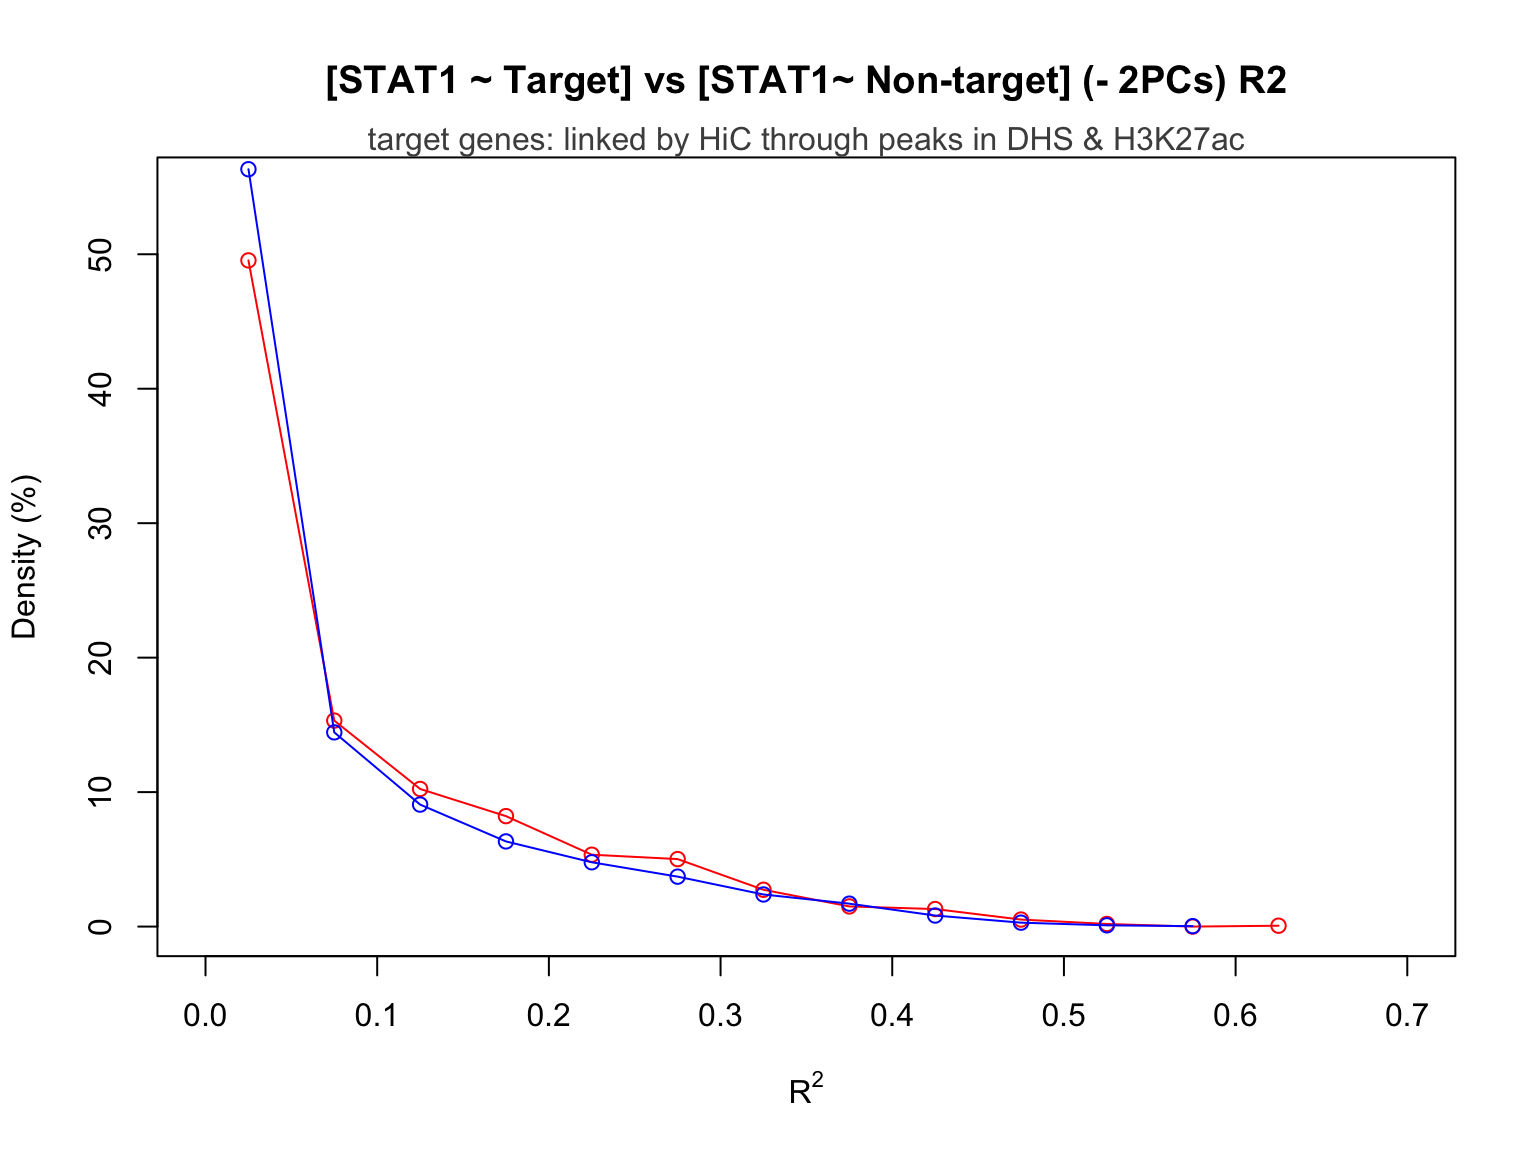 [STAT1 ~ Target] vs [STAT1~ Non-target] (- 2PCs) R2
target genes: linked by HiC through peaks in DHS & H3K27ac
Density (%)
50
40
30
20
10
0
0.0 0.1 0.2 0.3 0.4 0.5 0.6 0.7
R²